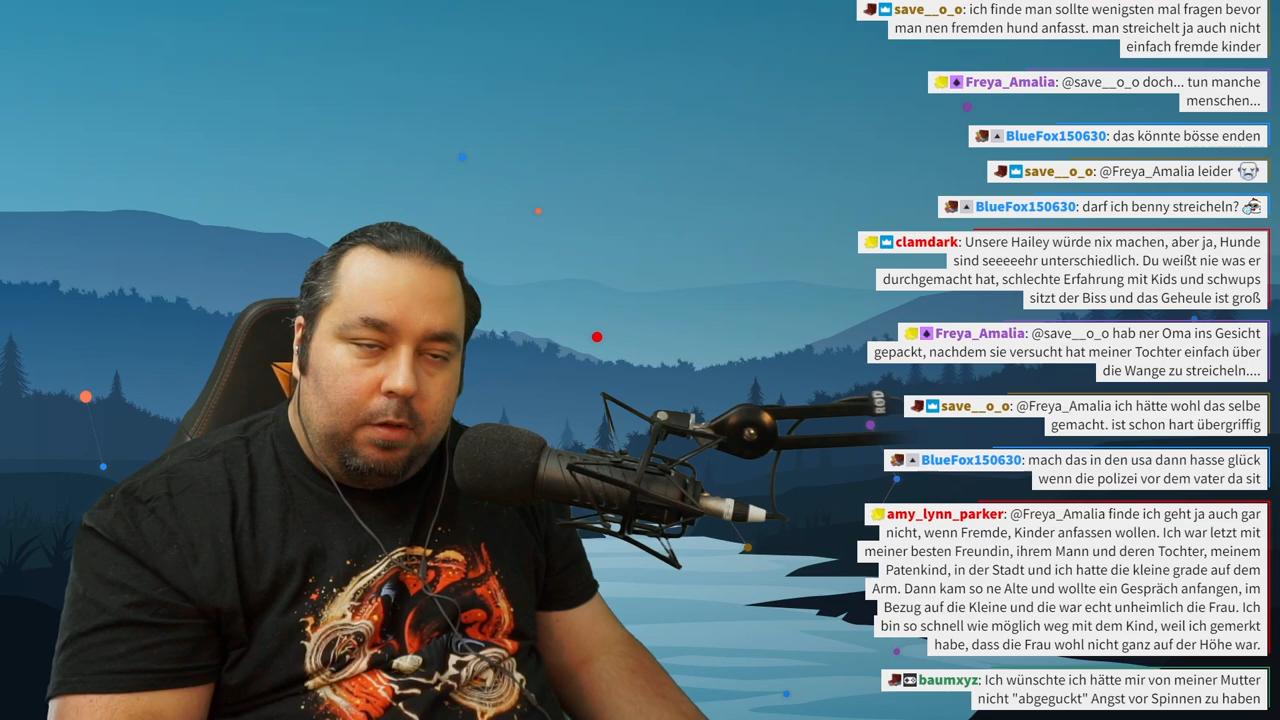 save__o_o: ich finde man sollte wenigsten mal fragen bevor
man nen fremden hund anfasst. man streichelt ja auch nicht
einfach fremde kinder
Freya_Amalia: @save__o_o doch... tun manche
menschen...
BlueFox150630: das könnte bösse enden
save__o_o: @Freya_Amalia leider
BlueFox150630: darf ich benny streicheln?
clamdark: Unsere Hailey würde nix machen, aber ja, Hunde
sind seeeeehr unterschiedlich. Du weißt nie was er
durchgemacht hat, schlechte Erfahrung mit Kids und schwups
sitzt der Biss und das Geheule ist groß
Freya_Amalia: @save__o_o hab ner Oma ins Gesicht
gepackt, nachdem sie versucht hat meiner Tochter einfach über
die Wange zu streicheln....
RØDE
save__o_o: @Freya_Amalia ich hätte wohl das selbe
gemacht. ist schon hart übergriffig
BlueFox150630: mach das in den usa dann hasse glück
wenn die polizei vor dem vater da sit
amy_lynn_parker: @Freya_Amalia finde ich geht ja auch gar
nicht, wenn Fremde, Kinder anfassen wollen. Ich war letzt mit
meiner besten Freundin, ihrem Mann und deren Tochter, meinem
Patenkind, in der Stadt und ich hatte die kleine grade auf dem
Arm. Dann kam so ne Alte und wollte ein Gespräch anfangen, im
Bezug auf die Kleine und die war echt unheimlich die Frau. Ich
bin so schnell wie möglich weg mit dem Kind, weil ich gemerkt
habe, dass die Frau wohl nicht ganz auf der Höhe war.
baumxyz: Ich wünschte ich hätte mir von meiner Mutter
nicht "abgeguckt" Angst vor Spinnen zu haben